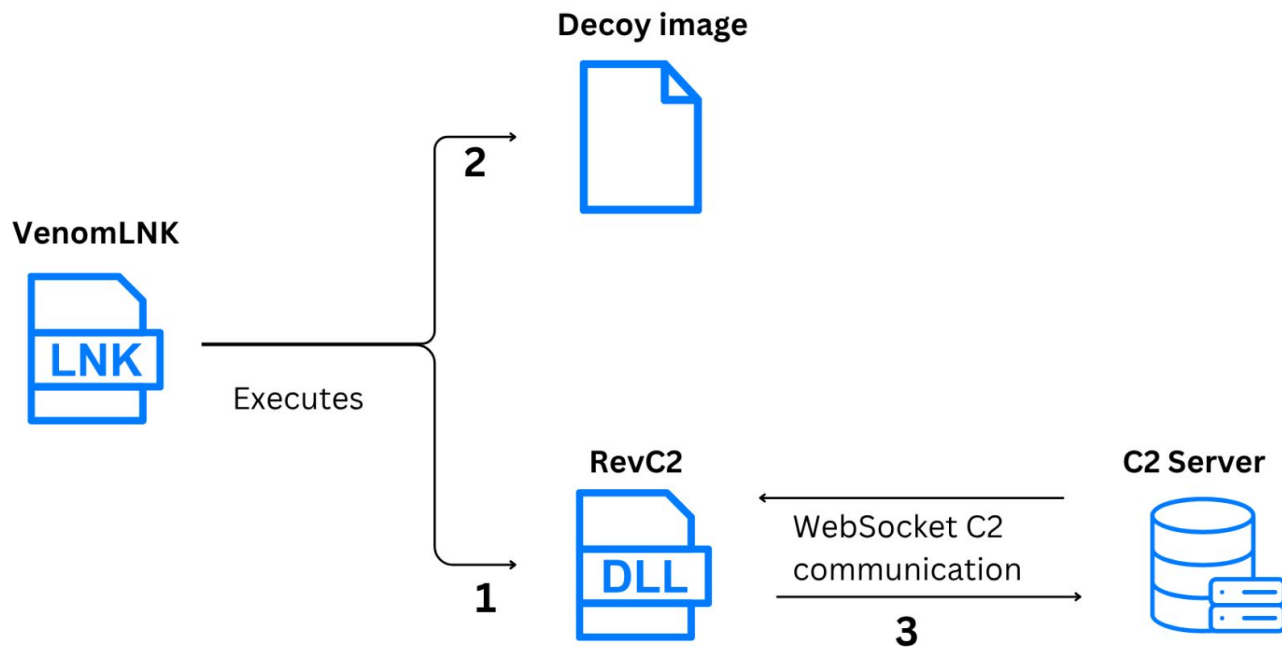 Decoy image
2
VenomLNK
LNK
Executes
RevC2
C2 Server
WebSocket C2
communication
DLL
1
3